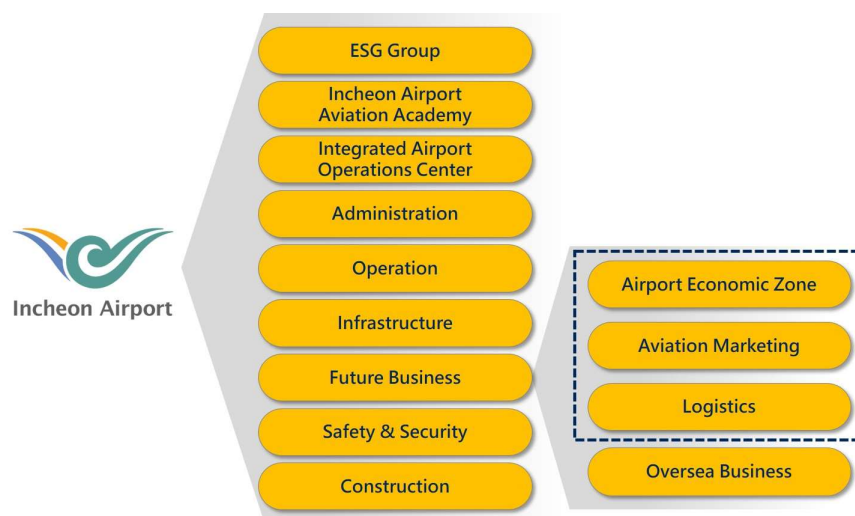 ESG Group
Incheon Airport
Aviation Academy
Integrated Airport
Operations Center
Administration
Operation
Infrastructure
Future Business
Safety & Security
Construction
Incheon Airport
Airport Economic Zone
Aviation Marketing
Logistics
Oversea Business